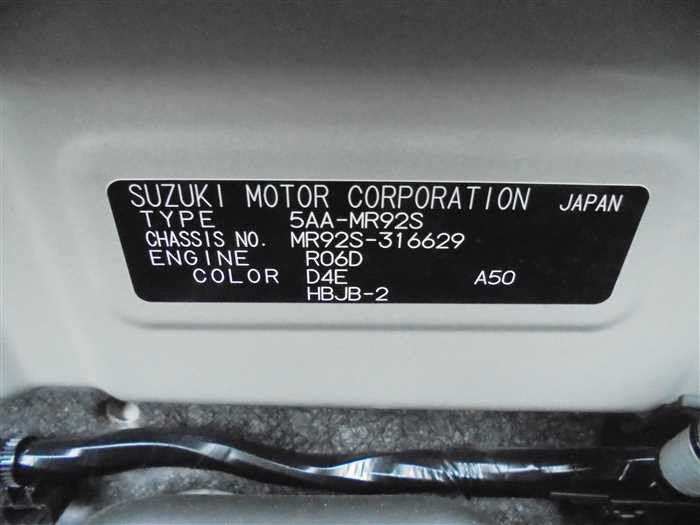 SUZUKI MOTOR CORPORATION JAPAN
TYPE 5AA-MR92S
CHASSIS NO. MR92S-316629
ENGINE R06D
COLOR D4E A50
HBJB-2